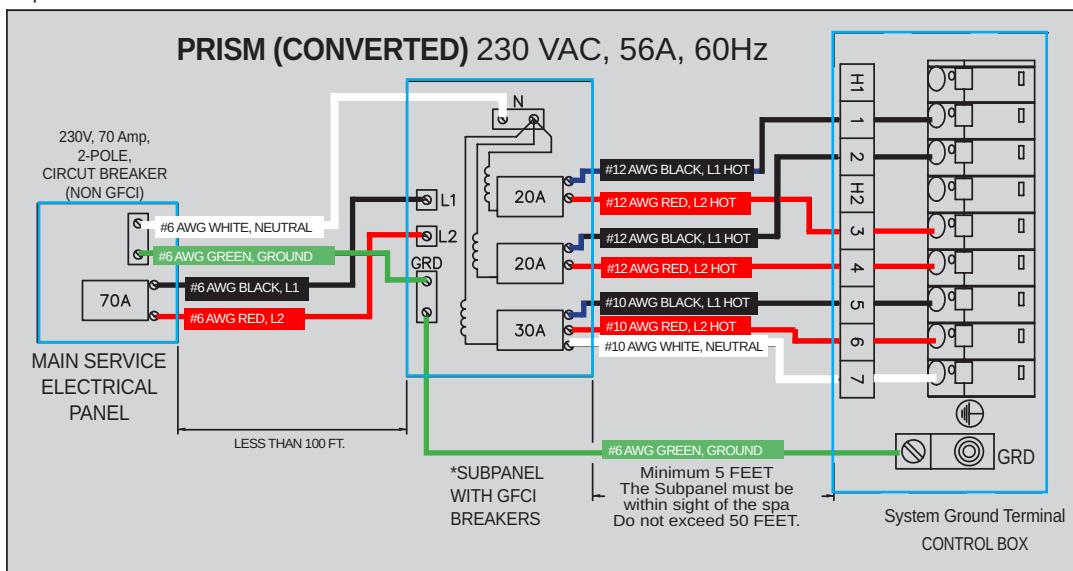 PRISM (CONVERTED) 230 VAC, 56A, 60Hz
230V, 70 Amp,
2-POLE,
CIRCUT BREAKER
(NON GFCI)
#6 AWG WHITE, NEUTRAL
#6 AWG GREEN, GROUND
#6 AWG BLACK, L1
#6 AWG RED, L2
70A
MAIN SERVICE
ELECTRICAL
PANEL
LESS THAN 100 FT.
N
L1
L2
GRD
20A
20A
30A
*SUBPANEL
WITH GFCI
BREAKERS
#12 AWG BLACK, L1 HOT
#12 AWG RED, L2 HOT
#12 AWG BLACK, L1 HOT
#12 AWG RED, L2 HOT
#10 AWG BLACK, L1 HOT
#10 AWG RED, L2 HOT
#10 AWG WHITE, NEUTRAL
#6 AWG GREEN, GROUND
Minimum 5 FEET
The Subpanel must be
within sight of the spa
Do not exceed 50 FEET.
H1
1
2
H2
3
4
5
6
7
GRD
System Ground Terminal
CONTROL BOX